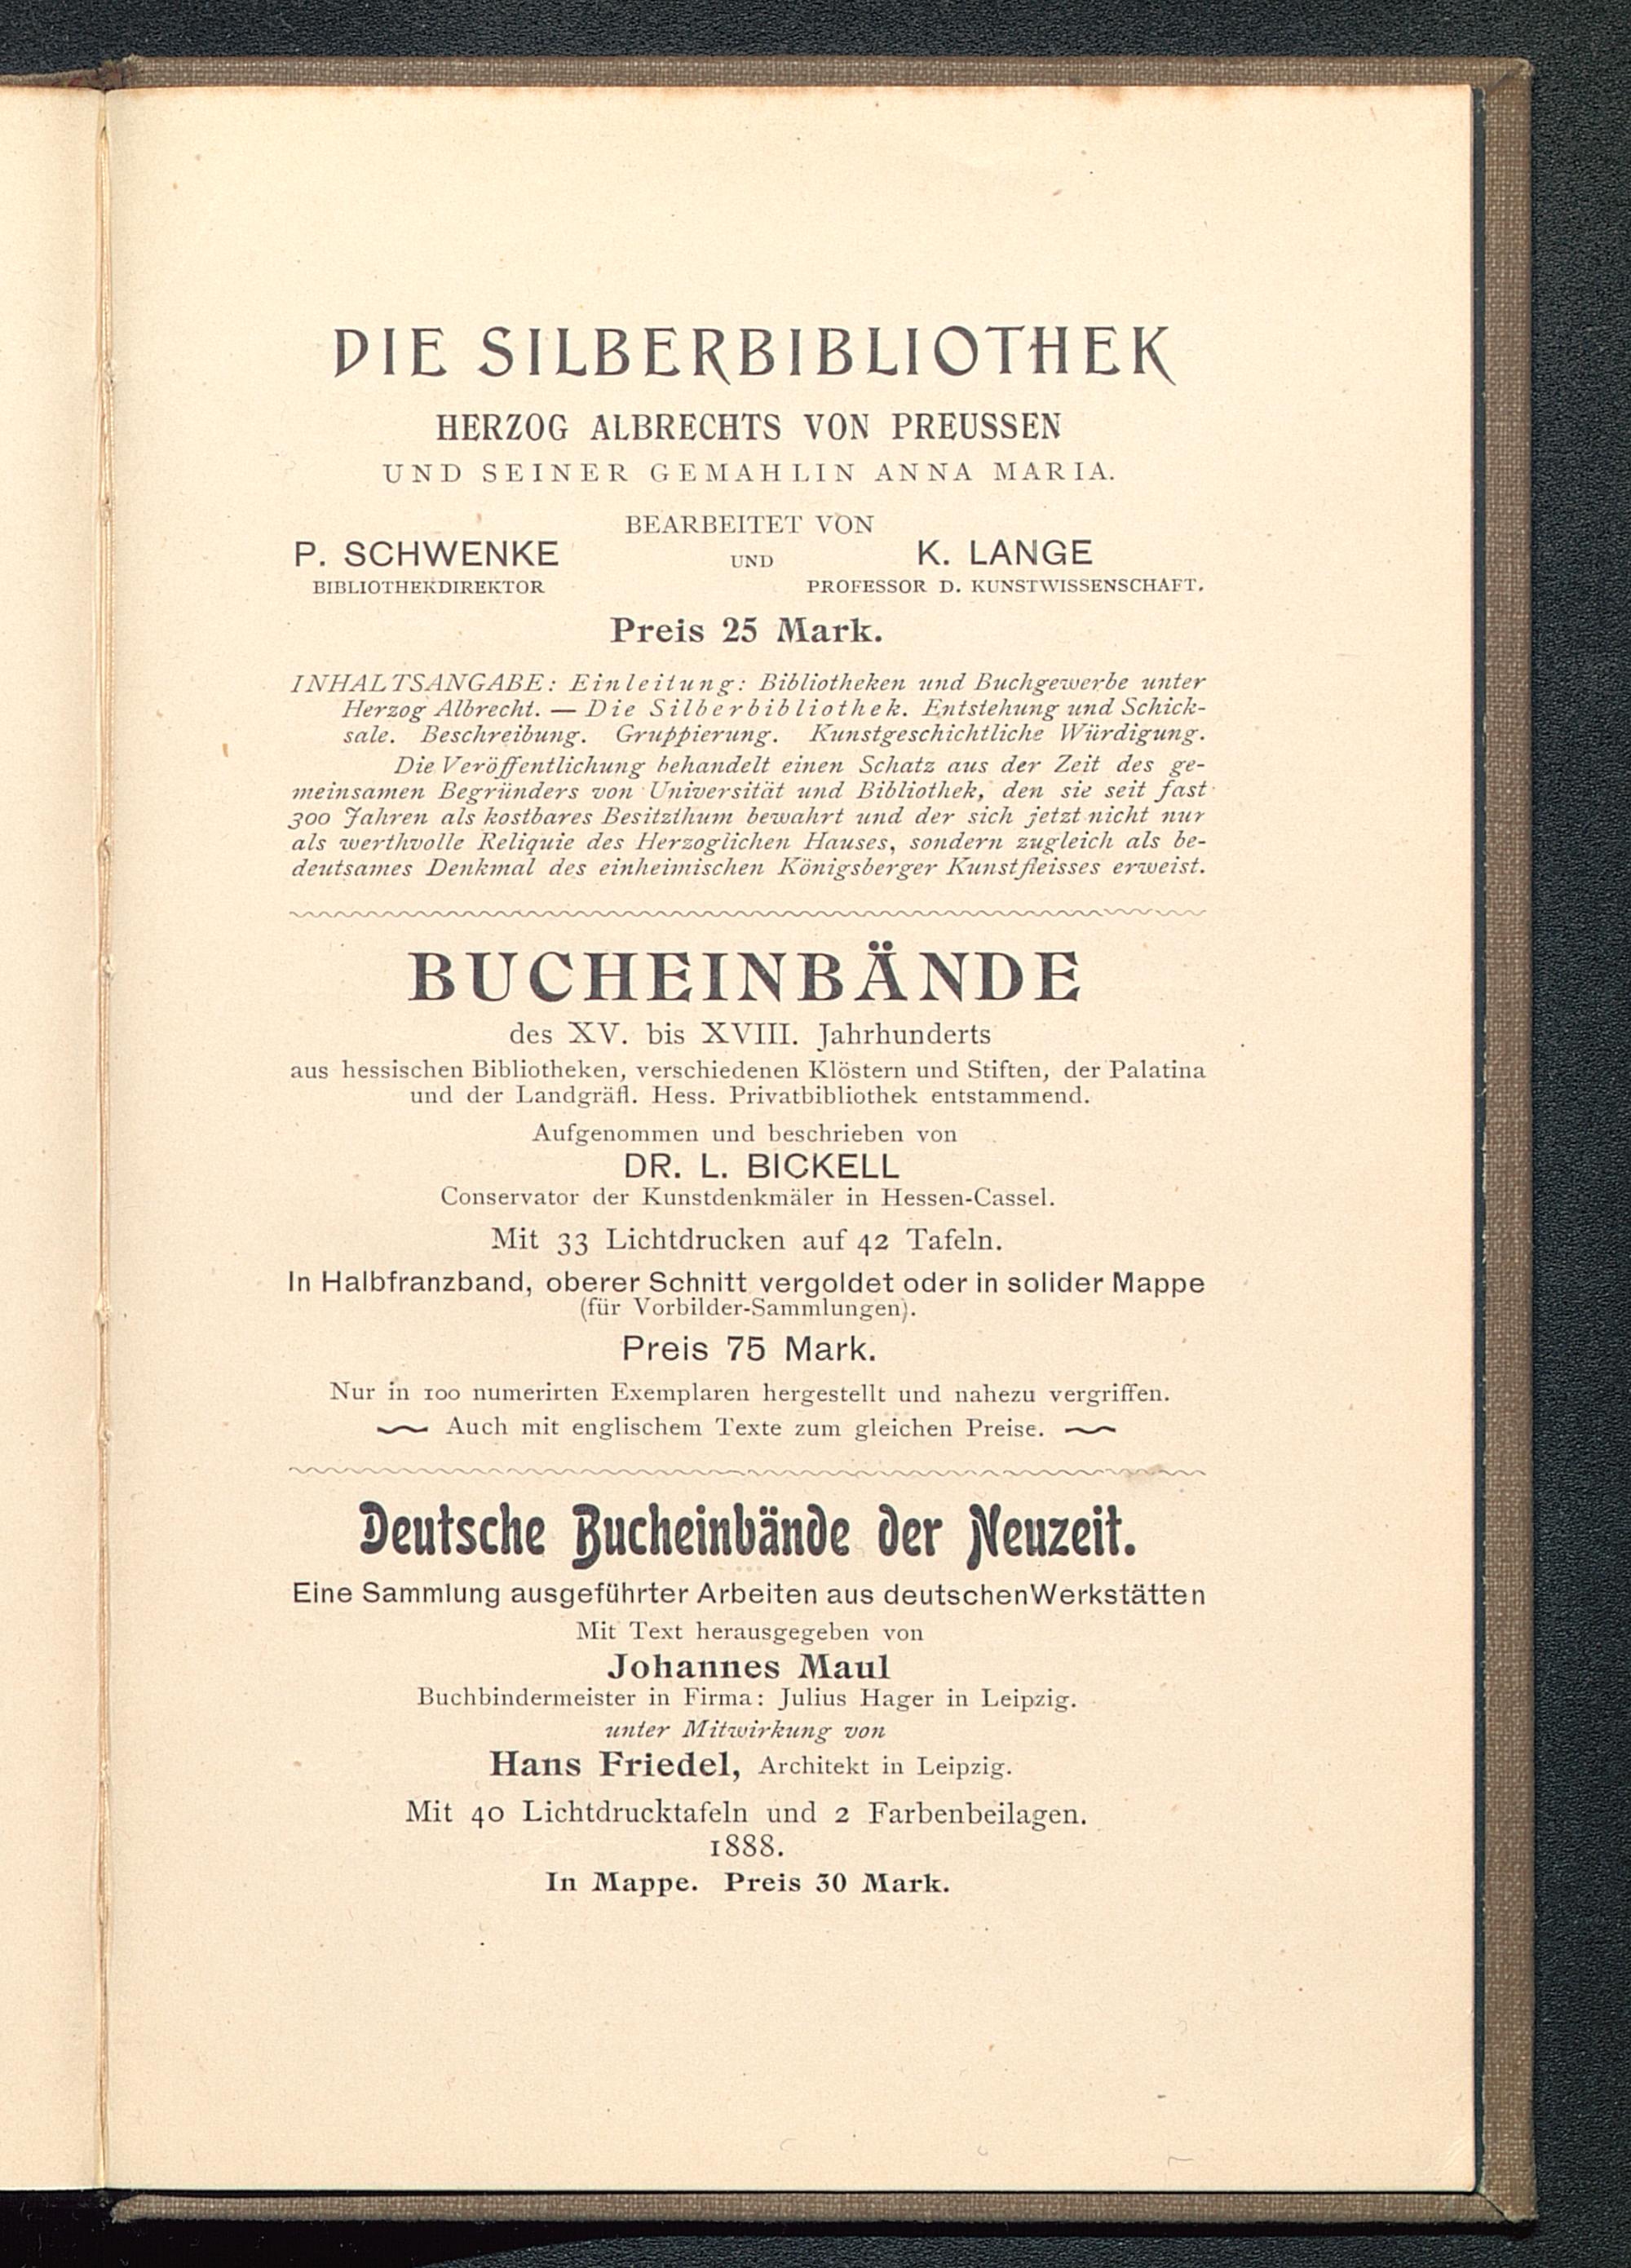 DIE SILBERBIBLIOTHEK
HERZOG ALBRECHTS VON PREUSSEN
UND SEINER GEMAHLIN ANNA MARIA.
BEARBEITET VON
P. SCHWENKE UND K. LANGE
BIBLIOTHEKDIREKTOR PROFESSOR D. KUNSTWISSENSCHAFT.
Preis 25 Mark.
INHALTSANGABE: Einleitung: Bibliotheken und Buchgewerbe unter
Herzog Albrecht. — Die Silberbibliothek. Entstehung und Schick-
sale. Beschreibung. Gruppierung. Kunstgeschichtliche Würdigung.
Die Veröffentlichung behandelt einen Schatz aus der Zeit des ge-
meinsamen Begründers von Universität und Bibliothek, den sie seit fast
300 Jahren als kostbares Besitzthum bewahrt und der sich jetzt nicht nur
als werthvolle Reliquie des Herzoglichen Hauses, sondern zugleich als be-
deutsames Denkmal des einheimischen Königsberger Kunstfleisses erweist.
BUCHEINBÄNDE
des XV. bis XVIII. Jahrhunderts
aus hessischen Bibliotheken, verschiedenen Klöstern und Stiften, der Palatina
und der Landgräfl. Hess. Privatbibliothek entstammend.
Aufgenommen und beschrieben von
DR. L. BICKELL
Conservator der Kunstdenkmäler in Hessen-Cassel.
Mit 33 Lichtdrucken auf 42 Tafeln.
In Halbfranzband, oberer Schnitt vergoldet oder in solider Mappe
(für Vorbilder-Sammlungen).
Preis 75 Mark.
Nur in 100 numerirten Exemplaren hergestellt und nahezu vergriffen.
Auch mit englischem Texte zum gleichen Preise.
Deutsche Bucheinbände der Neuzeit.
Eine Sammlung ausgeführter Arbeiten aus deutschen Werkstätten
Mit Text herausgegeben von
Johannes Maul
Buchbindermeister in Firma: Julius Hager in Leipzig.
unter Mitwirkung von
Hans Friedel, Architekt in Leipzig.
Mit 40 Lichtdrucktafeln und 2 Farbenbeilagen.
1888.
In Mappe. Preis 30 Mark.